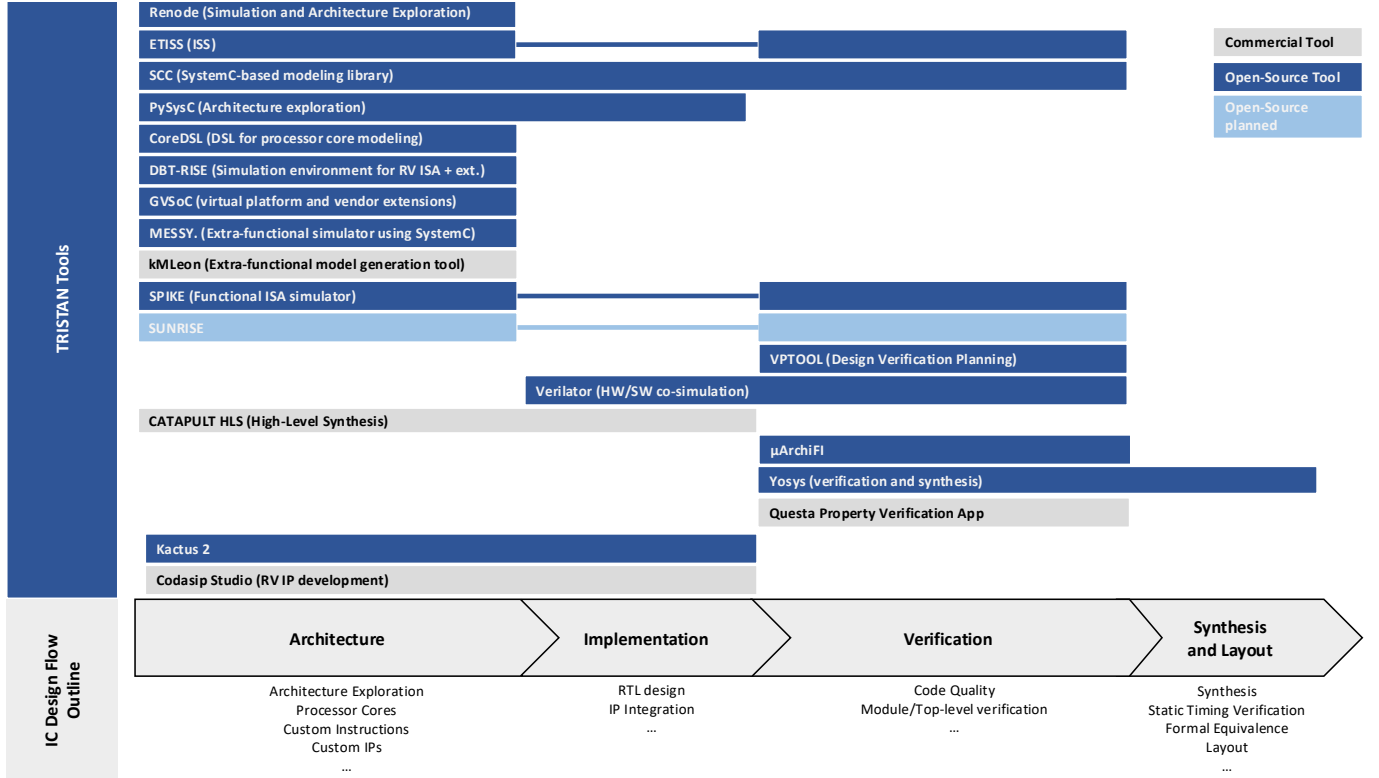 Renode (Simulation and Architecture Exploration)
ETISS (ISS)
SCC (SystemC-based modeling library)
PySysC (Architecture exploration)
CoreDSL (DSL for processor core modeling)
DBT-RISE (Simulation environment for RV ISA + ext.)
GVSoC (virtual platform and vendor extensions)
MESSY. (Extra-functional simulator using SystemC)
kMLeon (Extra-functional model generation tool)
SPIKE (Functional ISA simulator)
SUNRISE
VPTOOL (Design Verification Planning)
Verilator (HW/SW co-simulation)
CATAPULT HLS (High-Level Synthesis)
µArchiFI
Yosys (verification and synthesis)
Questa Property Verification App
Kactus 2
Codasip Studio (RV IP development)
Commercial Tool
Open-Source Tool
Open-Source
planned
TRISTAN Tools
IC Design Flow
Outline
Architecture
Implementation
Verification
Synthesis
and Layout
Architecture Exploration
Processor Cores
Custom Instructions
Custom IPs
...
RTL design
IP Integration
...
Code Quality
Module/Top-level verification
...
Synthesis
Static Timing Verification
Formal Equivalence
Layout
...